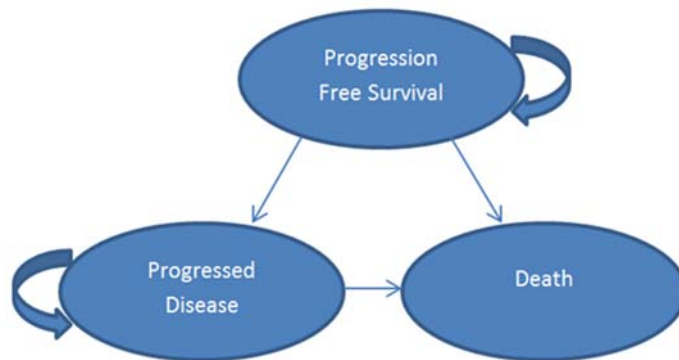 Progression
Free Survival
Progressed
Disease
Death